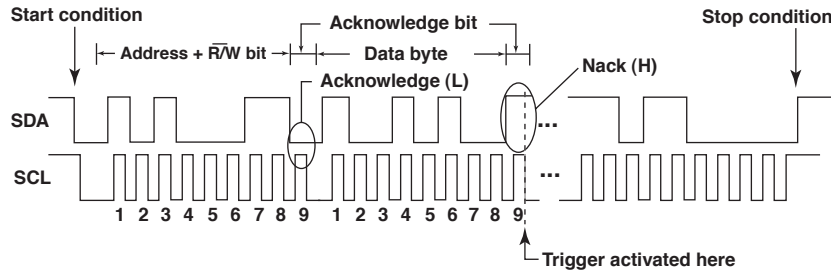 Start condition
Acknowledge bit
Stop condition
Address + R/W bit
Data byte
Nack (H)
Acknowledge (L)
SDA
...
SCL
...
1 2 3 4 5 6 7 8 9 1 2 3 4 5 6 7 8 9
Trigger activated here